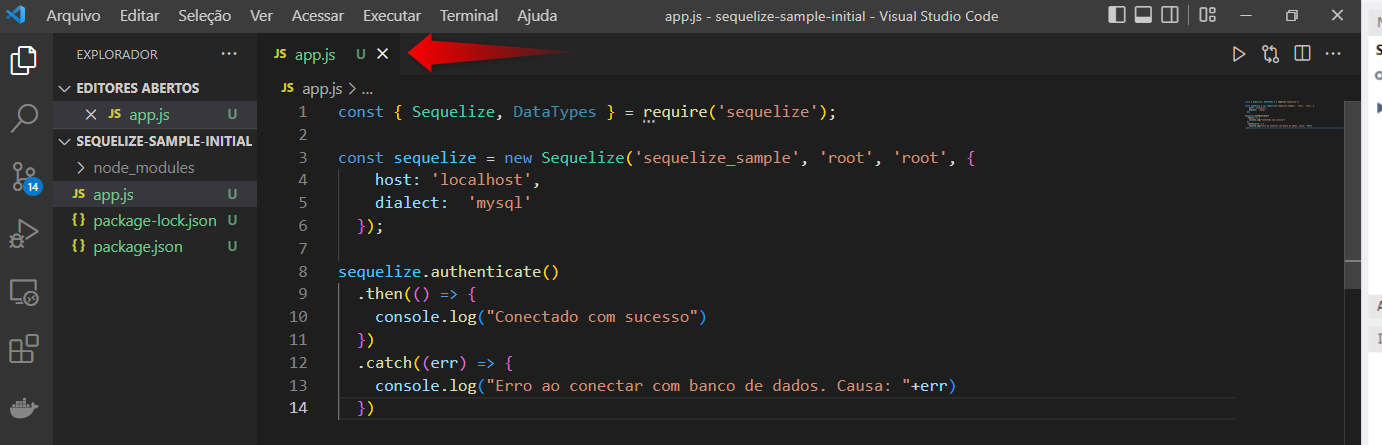 Arquivo Editar Seleção Ver Acessar Executar Terminal Ajuda app.js - sequelize-sample-initial - Visual Studio Code
EXPLORADOR ...
EDITORES ABERTOS
JS app.js U
SEQUELIZE-SAMPLE-INITIAL
node_modules
JS app.js U
{} package-lock.json U
{} package.json U
14
JS app.js U
JS app.js > ...
1 const { Sequelize, DataTypes } = require('sequelize');
2
3 const sequelize = new Sequelize('sequelize_sample', 'root', 'root', {
4 host: 'localhost',
5 dialect: 'mysql'
6 });
7
8 sequelize.authenticate()
9 .then(() => {
10 console.log("Conectado com sucesso")
11 })
12 .catch((err) => {
13 console.log("Erro ao conectar com banco de dados. Causa: "+err)
14 })